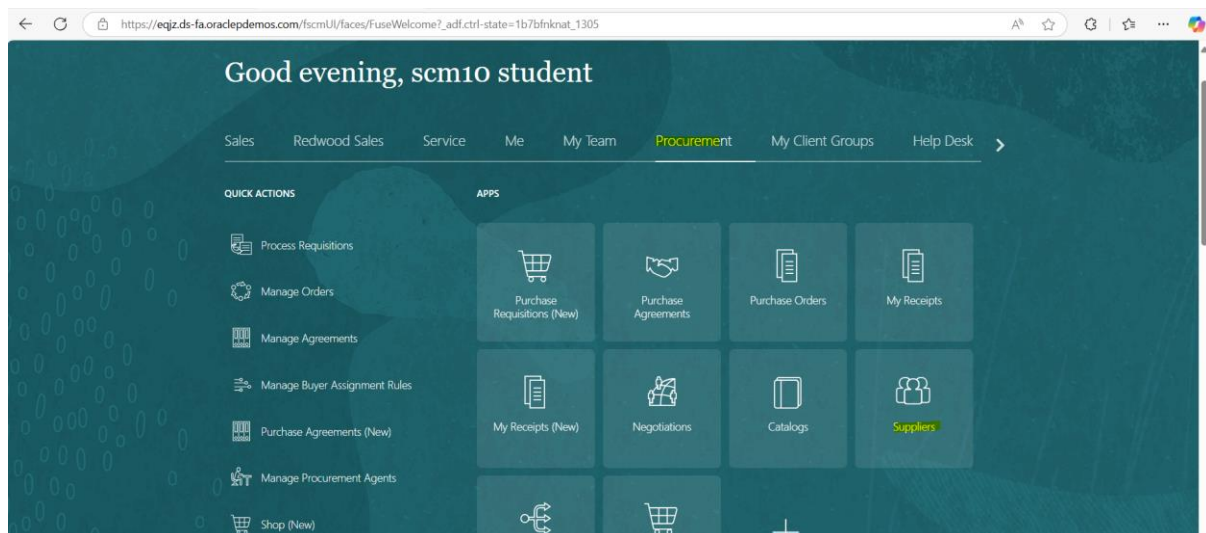 https://eqjz.ds-fa.oraclepdemos.com/fscmUI/faces/FuseWelcome?_adf.ctrl-state=1b7bfnknat_1305
Good evening, scm10 student
Sales Redwood Sales Service Me My Team Procurement My Client Groups Help Desk
QUICK ACTIONS
Process Requisitions
Manage Orders
Manage Agreements
Manage Buyer Assignment Rules
Purchase Agreements (New)
Manage Procurement Agents
Shop (New)
APPS
Purchase
Requisitions (New)
Purchase
Agreements
Purchase Orders
My Receipts
My Receipts (New)
Negotiations
Catalogs
Suppliers